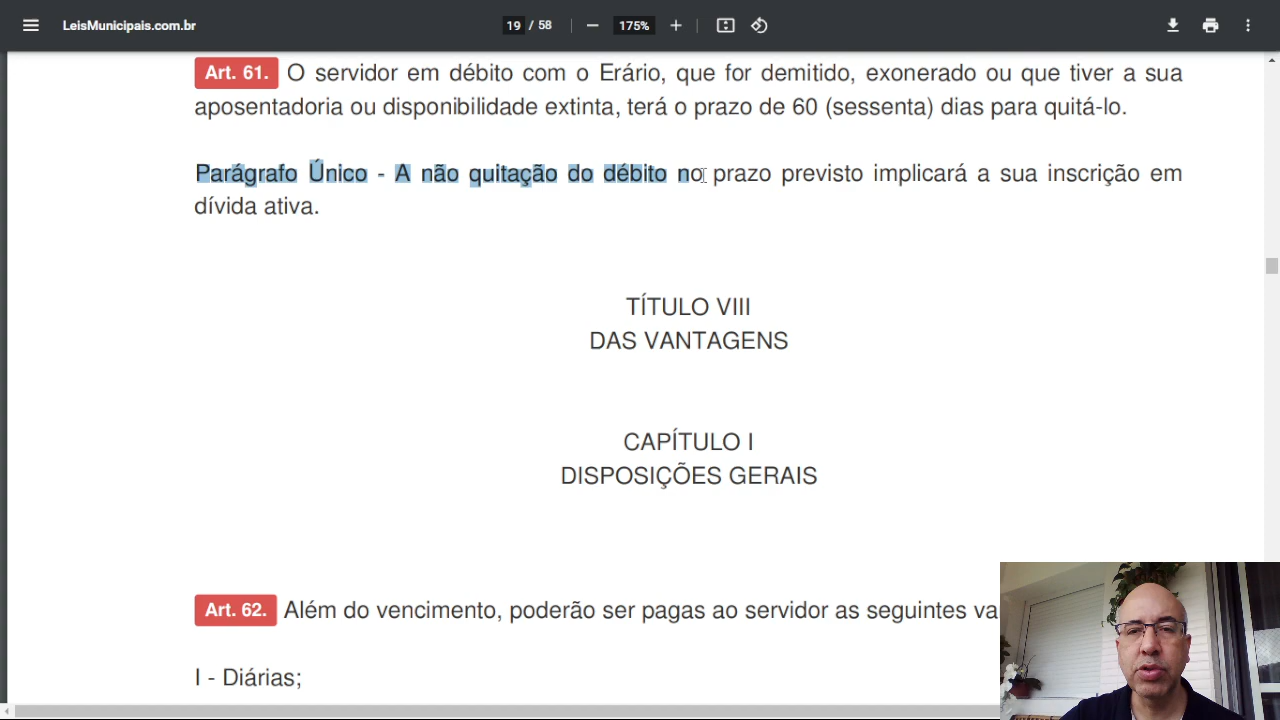 LeisMunicipais.com.br
19 / 58
175%
Art. 61. O servidor em débito com o Erário, que for demitido, exonerado ou que tiver a sua
aposentadoria ou disponibilidade extinta, terá o prazo de 60 (sessenta) dias para quitá-lo.
Parágrafo Único - A não quitação do débito no prazo previsto implicará a sua inscrição em
dívida ativa.
TÍTULO VIII
DAS VANTAGENS
CAPÍTULO I
DISPOSIÇÕES GERAIS
Art. 62. Além do vencimento, poderão ser pagas ao servidor as seguintes va
I - Diárias;